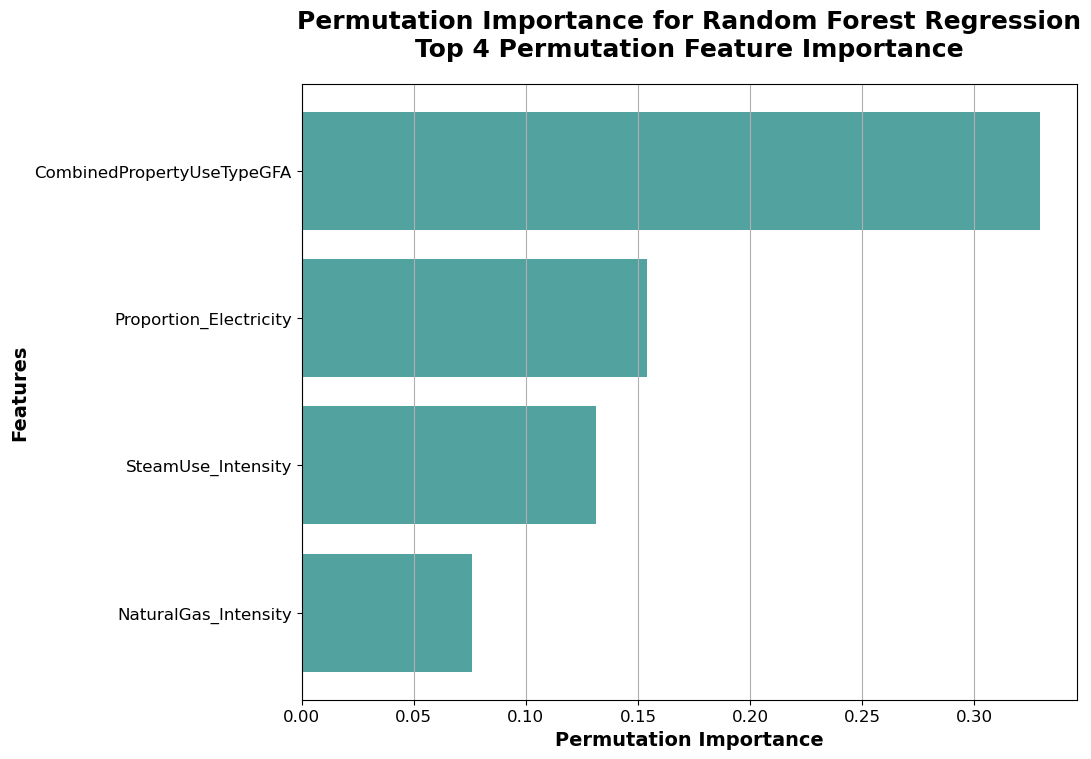 Permutation Importance for Random Forest Regression
Top 4 Permutation Feature Importance
Features
CombinedPropertyUseTypeGFA
Proportion_Electricity
SteamUse_Intensity
NaturalGas_Intensity
0.00 0.05 0.10 0.15 0.20 0.25 0.30
Permutation Importance